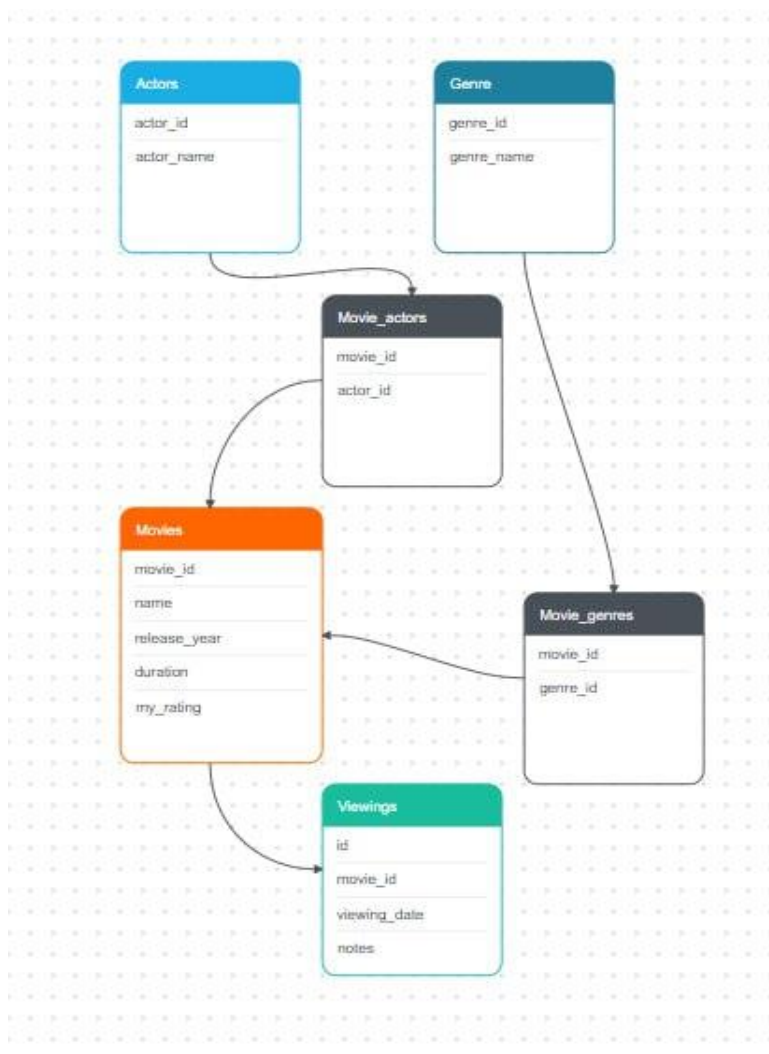 Actors
actor_id
actor_name
Genre
genre_id
genre_name
Movie_actors
movie_id
actor_id
Movies
movie_id
name
release_year
duration
my_rating
Movie_genres
movie_id
genre_id
Viewings
id
movie_id
viewing_date
notes